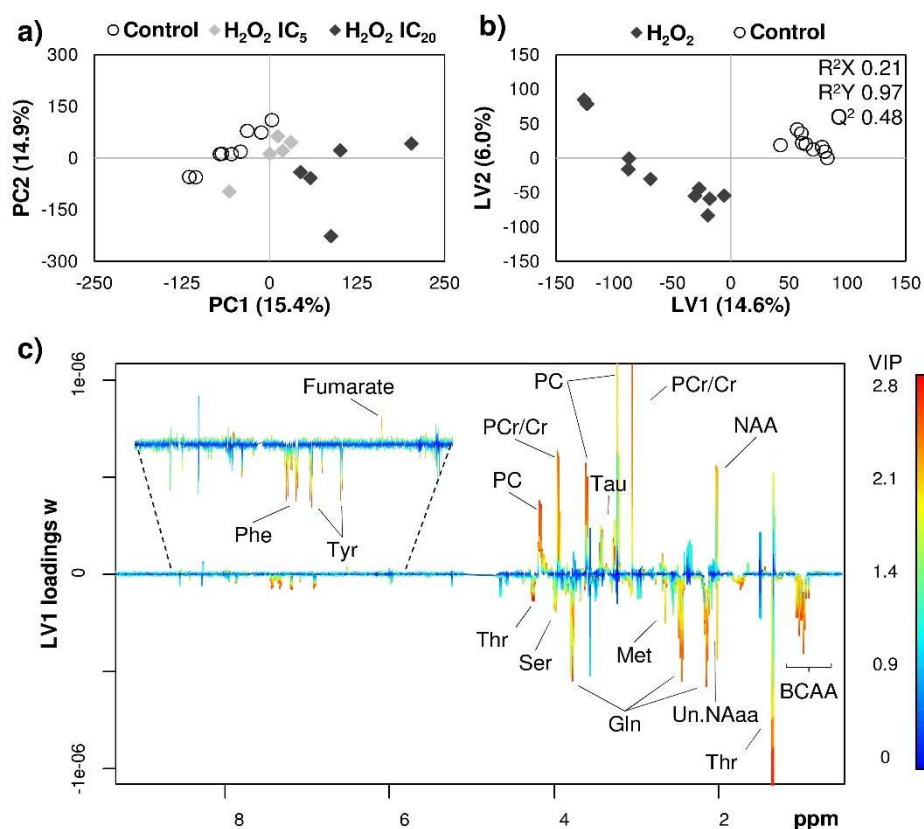 a)
Control H₂O₂ IC₅ H₂O₂ IC₂₀
300
150
0
-150
-300
PC2 (14.9%)
-250 -125 0 125 250
PC1 (15.4%)
b)
H₂O₂ Control
R²X 0.21
R²Y 0.97
Q² 0.48
150
100
50
0
-50
-100
-150
LV2 (6.0%)
-150 -100 -50 0 50 100 150
LV1 (14.6%)
c)
LV1 loadings w
1e-06
0
-1e-06
Fumarate
Phe
Tyr
PC
PCr/Cr
PCr/Cr
NAA
PC
Tau
Thr
Ser
Met
Gln
Un.NAaa
BCAA
Thr
8 6 4 2 ppm
VIP
2.8
2.1
1.4
0.9
0